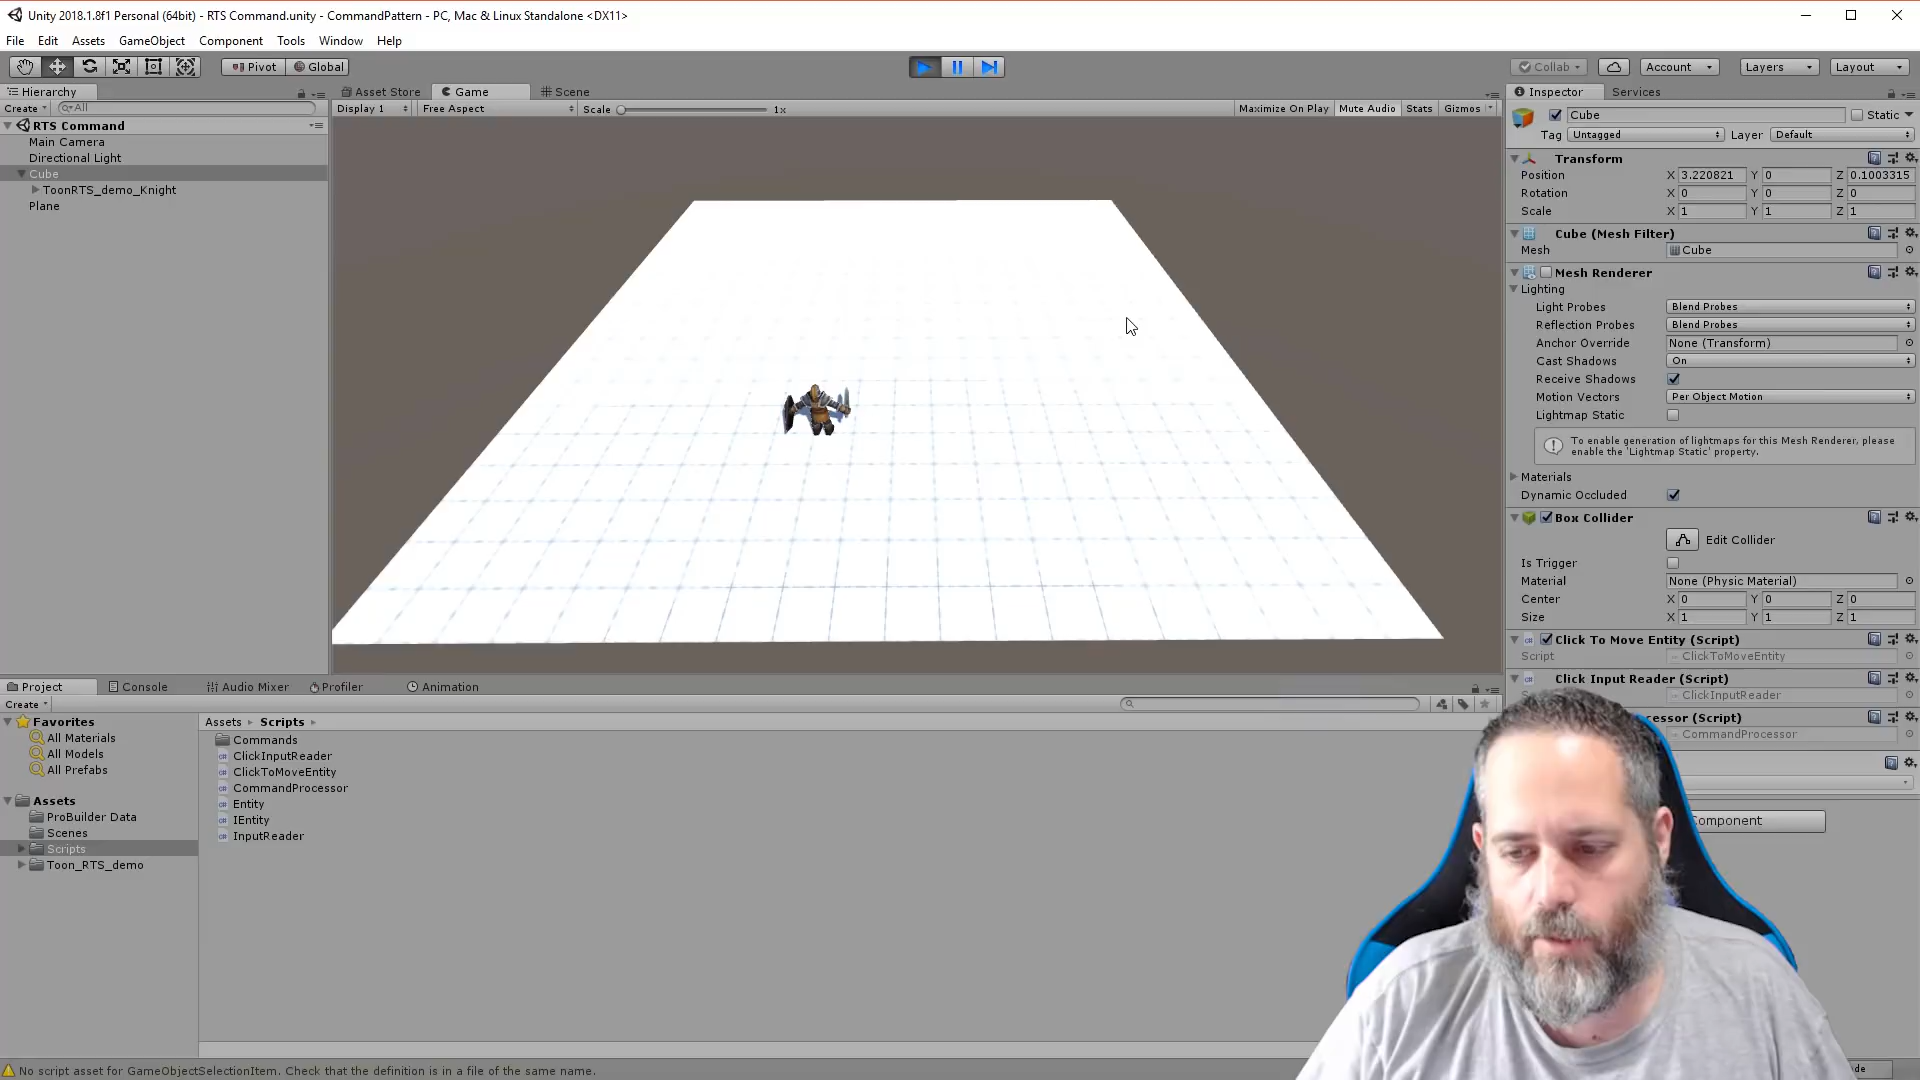 Unity 2018.1.8f1 Personal (64bit) - RTS Command.unity - CommandPattern - PC, Mac & Linux Standalone <DX11>
File Edit Assets GameObject Component Tools Window Help
Pivot Global Collab Account Layers Layout
Hierarchy Asset Store Game Scene Inspector Services
Create All Display 1 Free Aspect Scale 1x Maximize On Play Mute Audio Stats Gizmos
Cube Static
RTS Command
Tag Untagged Layer Default
Main Camera
Directional Light
Transform
Cube
Position X 3.220821 Y 0 Z 0.1003315
ToonRTS_demo_Knight
Rotation X 0 Y 0 Z 0
Plane
Scale X 1 Y 1 Z 1
Cube (Mesh Filter)
Mesh Cube
Mesh Renderer
Lighting
Light Probes Blend Probes
Reflection Probes Blend Probes
Anchor Override None (Transform)
Cast Shadows On
Receive Shadows
Motion Vectors Per Object Motion
Lightmap Static
To enable generation of lightmaps for this Mesh Renderer, please
enable the 'Lightmap Static' property.
Materials
Dynamic Occluded
Box Collider
Edit Collider
Is Trigger
Material None (Physic Material)
Center X 0 Y 0 Z 0
Size X 1 Y 1 Z 1
Click To Move Entity (Script)
Script ClickToMoveEntity
Click Input Reader (Script)
ClickInputReader
essor (Script)
CommandProcessor
omponent
Project Console Audio Mixer Profiler Animation
Create
Favorites Assets Scripts
All Materials
All Models
All Prefabs
Assets
ProBuilder Data
Scenes
Scripts
Toon_RTS_demo
Commands
ClickInputReader
ClickToMoveEntity
CommandProcessor
Entity
IEntity
InputReader
No script asset for GameObjectSelectionItem. Check that the definition is in a file of the same name.
de